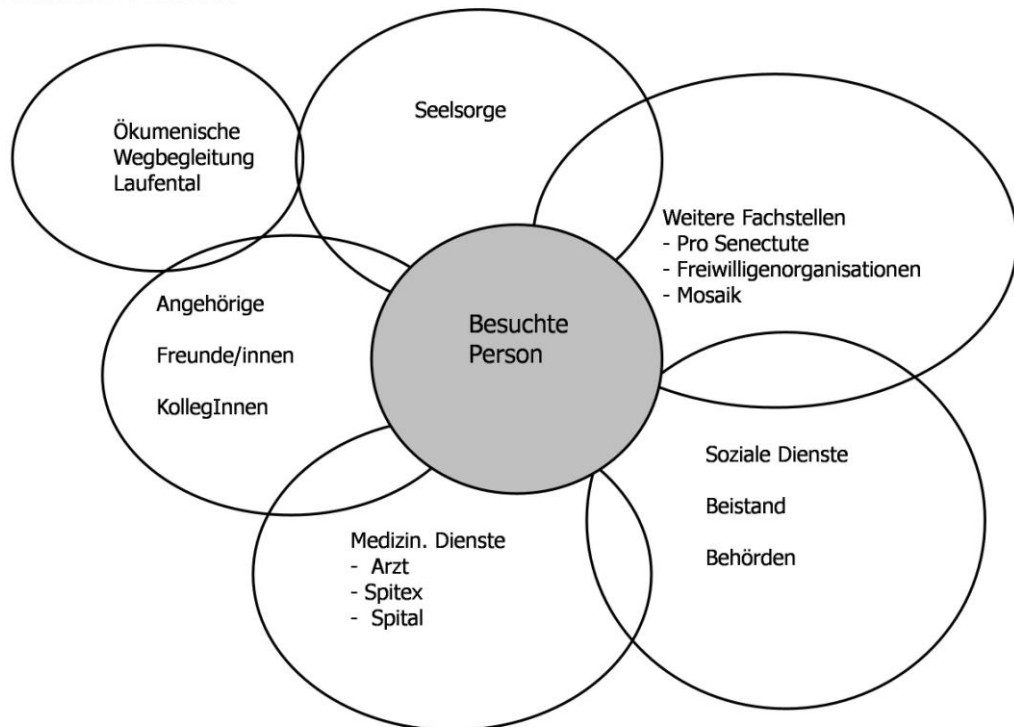 Seelsorge
Ökumenische
Wegbegleitung
Laufental
Weitere Fachstellen
- Pro Senectute
- Freiwilligenorganisationen
- Mosaik
Angehörige
Freunde/innen
KollegInnen
Besuchte
Person
Soziale Dienste
Beistand
Behörden
Medizin. Dienste
- Arzt
- Spitex
- Spital